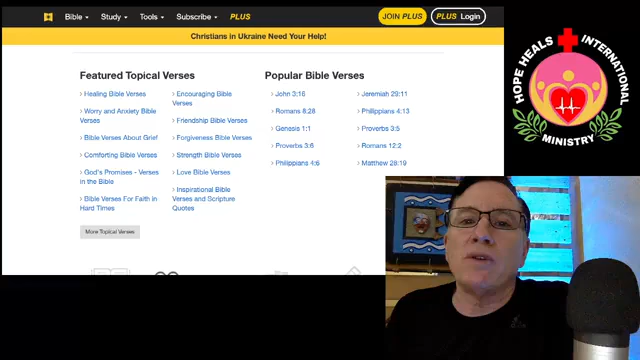 Bible Study Tools Subscribe PLUS JOIN PLUS PLUS Login
Christians in Ukraine Need Your Help!
Featured Topical Verses
Healing Bible Verses
Worry and Anxiety Bible
Verses
Bible Verses About Grief
Comforting Bible Verses
God's Promises - Verses
in the Bible
Bible Verses For Faith in
Hard Times
Encouraging Bible
Verses
Friendship Bible Verses
Forgiveness Bible Verses
Strength Bible Verses
Love Bible Verses
Inspirational Bible
Verses and Scripture
Quotes
More Topical Verses
Popular Bible Verses
John 3:16
Romans 8:28
Genesis 1:1
Proverbs 3:6
Philippians 4:6
Jeremiah 29:11
Philippians 4:13
Proverbs 3:5
Romans 12:2
Matthew 28:19
HOPE HEALS INTERNATIONAL
MINISTRY